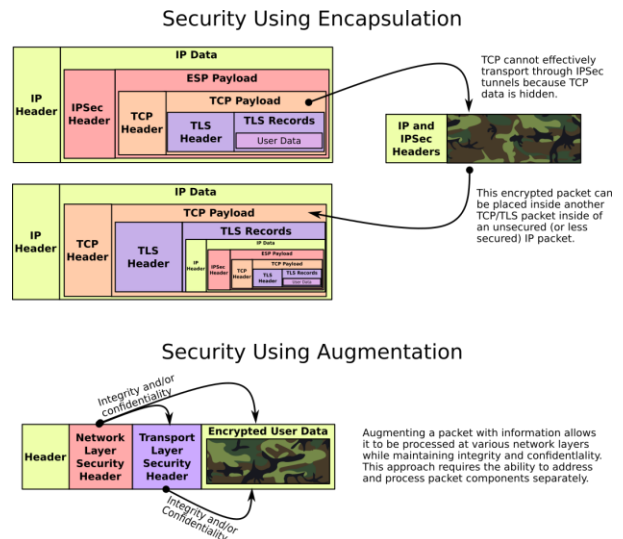 Security Using Encapsulation
IP Data
ESP Payload
TCP Payload
TLS Records
User Data
IP
Header
IPSec
Header
TCP
Header
TLS
Header
TCP cannot effectively
transport through IPSec
tunnels because TCP
data is hidden.
IP and
IPSec
Headers
This encrypted packet can
be placed inside another
TCP/TLS packet inside of
an unsecured (or less
secured) IP packet.
IP Data
TCP Payload
TLS Records
IP
Header
TCP
Header
TLS
Header
IP Data
ESP Payload
TCP Payload
TLS Records
User Data
IP
Header
IPSec
Header
TCP
Header
TLS
Header
Security Using Augmentation
Integrity and/or
confidentiality
Header
Network
Layer
Security
Header
Transport
Layer
Security
Header
Encrypted User Data
Integrity and/or
Confidentiality
Augmenting a packet with information allows
it to be processed at various network layers
while maintaining integrity and confidentlality.
This approach requires the ability to address
and process packet components separately.